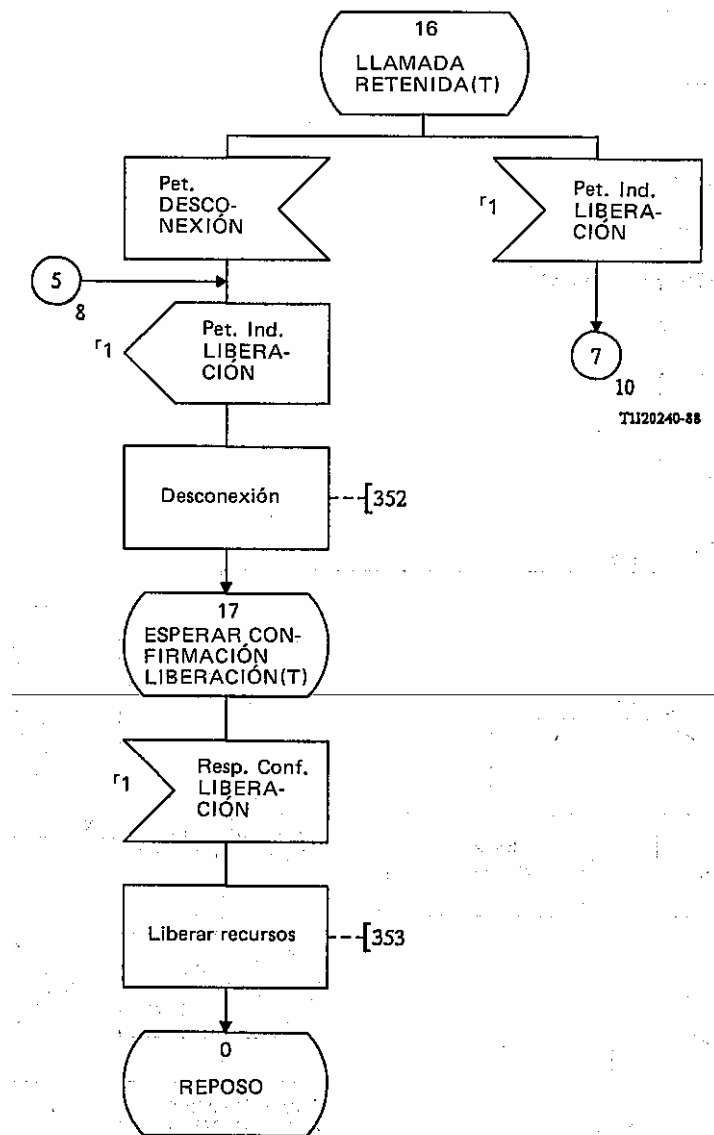 16
LLAMADA
RETENIDA(T)
Pet.
DESCO-
NEXIÓN
r1
Pet. Ind.
LIBERA-
CIÓN
5
8
r1
Pet. Ind.
LIBERA-
CIÓN
7
10
T1120240-88
Desconexión
352
17
ESPERAR CON-
FIRMACIÓN
LIBERACIÓN(T)
r1
Resp. Conf.
LIBERA-
CIÓN
Liberar recursos
353
0
REPOSO